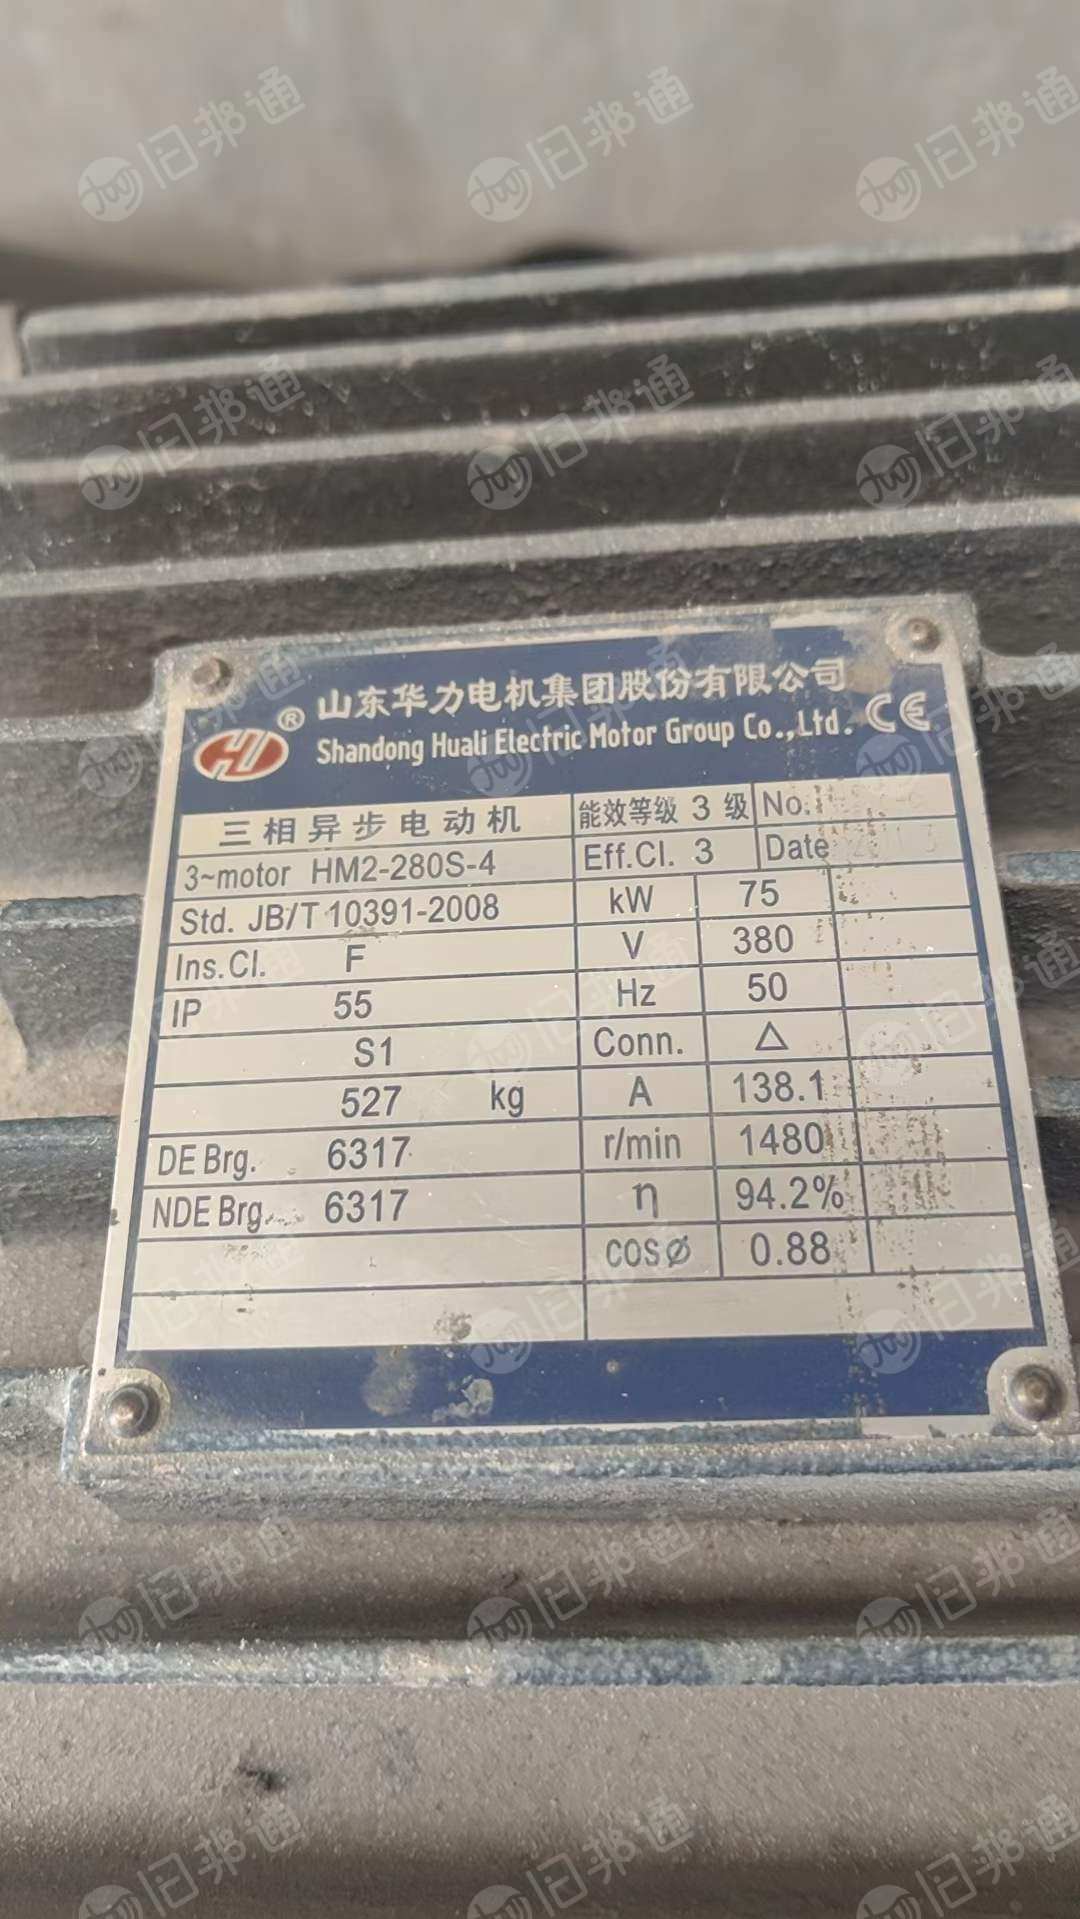 山东华力电机集团股份有限公司
HJ ® Shandong Huali Electric Motor Group Co.,Ltd. CE
三相异步电动机 能效等级 3 级 No.
3~motor HM2-280S-4 Eff.Cl. 3 Date
Std. JB/T 10391-2008 kW 75
Ins.Cl. F V 380
IP 55 Hz 50
S1 Conn. △
527 kg A 138.1
DE Brg. 6317 r/min 1480
NDE Brg. 6317 η 94.2%
cosø 0.88
旧邦通